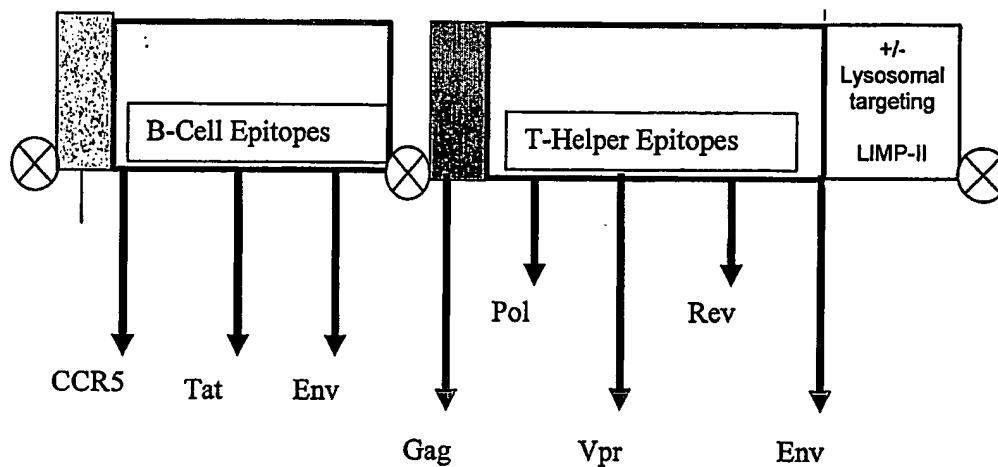 B-Cell Epitopes
T-Helper Epitopes
+/-
Lysosomal
targeting
LIMP-II
Pol
Rev
CCR5
Tat
Env
Gag
Vpr
Env